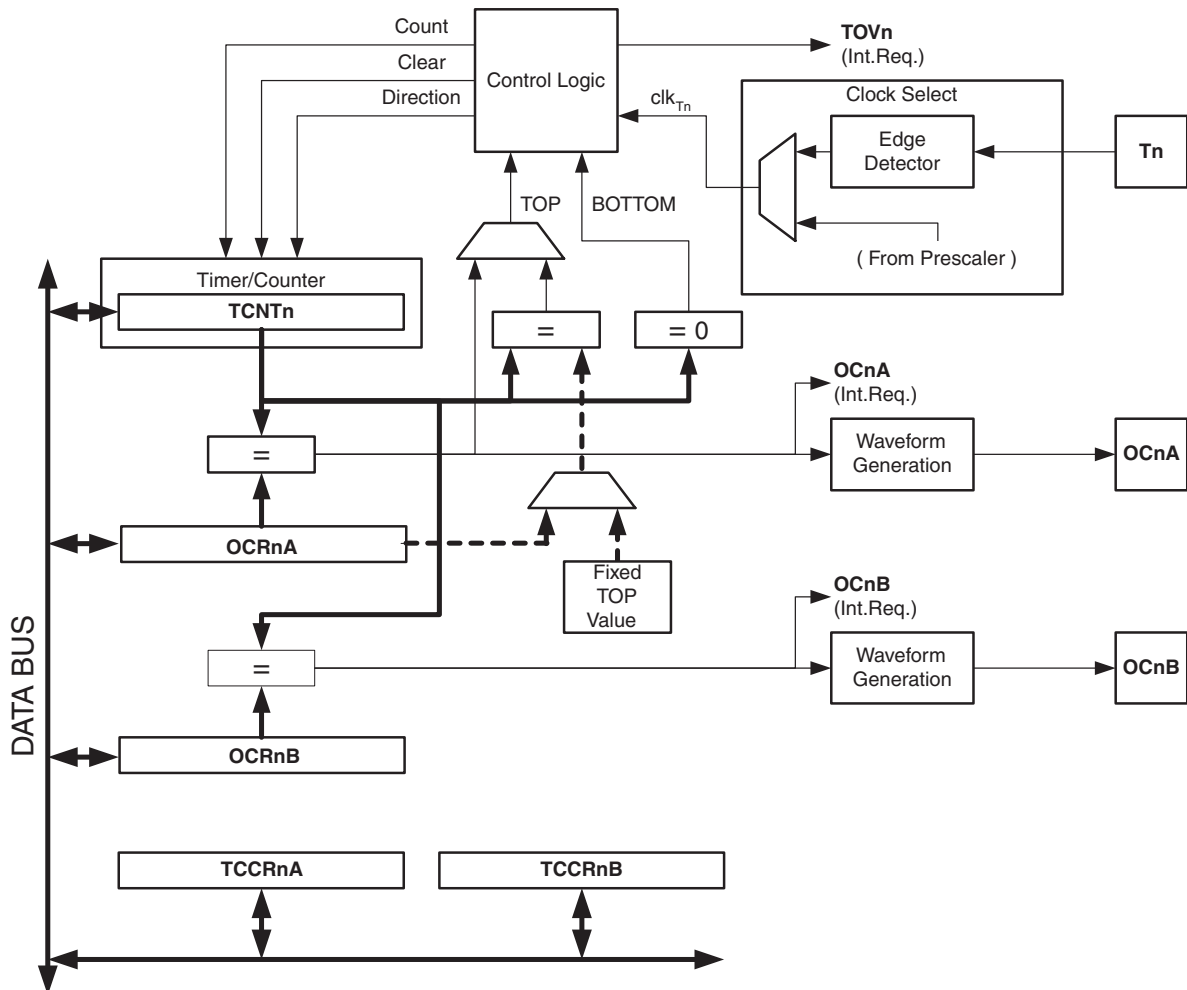 Count
Clear
Direction
Control Logic
TOVn
(Int.Req.)
clkTn
Clock Select
Edge
Detector
Tn
( From Prescaler )
TOP
BOTTOM
Timer/Counter
TCNTn
=
= 0
OCnA
(Int.Req.)
=
Waveform
Generation
OCnA
OCRnA
Fixed
TOP
Value
OCnB
(Int.Req.)
=
Waveform
Generation
OCnB
OCRnB
DATA BUS
TCCRnA
TCCRnB